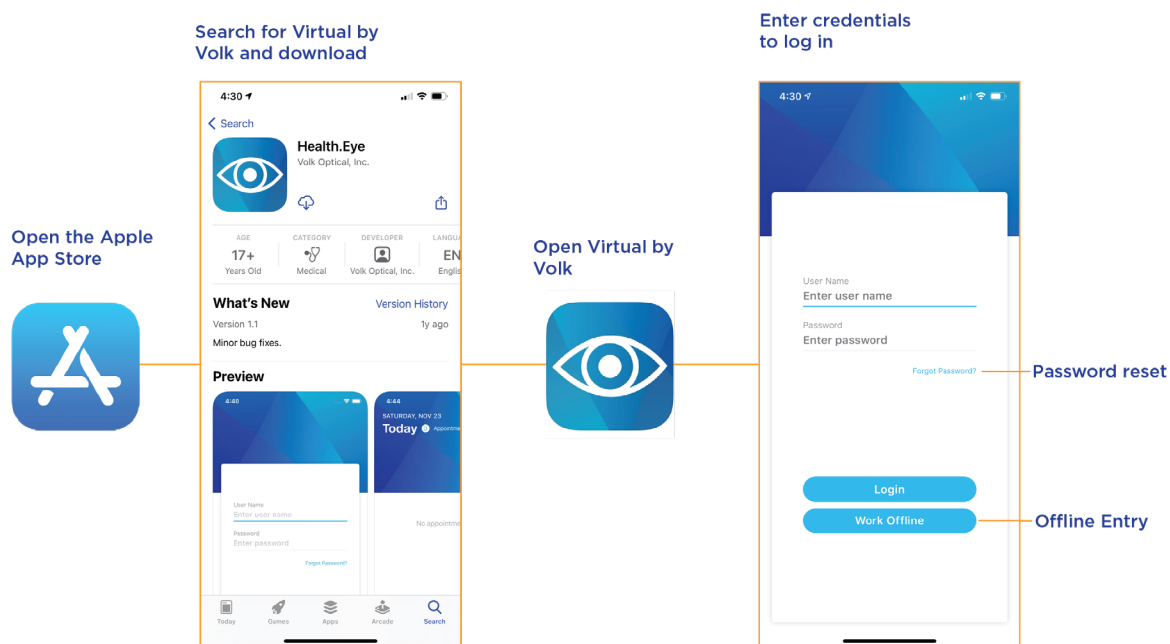 Open the Apple
App Store
Search for Virtual by
Volk and download
4:30
Search
Health.Eye
Volk Optical, Inc.
AGE
17+
Years Old
CATEGORY
Medical
DEVELOPER
Volk Optical, Inc.
LANGUA
EN
Englis
What's New
Version History
Version 1.1
1y ago
Minor bug fixes.
Preview
4:40
User Name
Enter user name
Password
Enter password
Forgot Password?
4:44
SATURDAY, NOV 23
Today
Appointme
No appointme
Today
Games
Apps
Arcade
Search
Open Virtual by
Volk
Enter credentials
to log in
4:30
User Name
Enter user name
Password
Enter password
Forgot Password?
Password reset
Login
Work Offline
Offline Entry